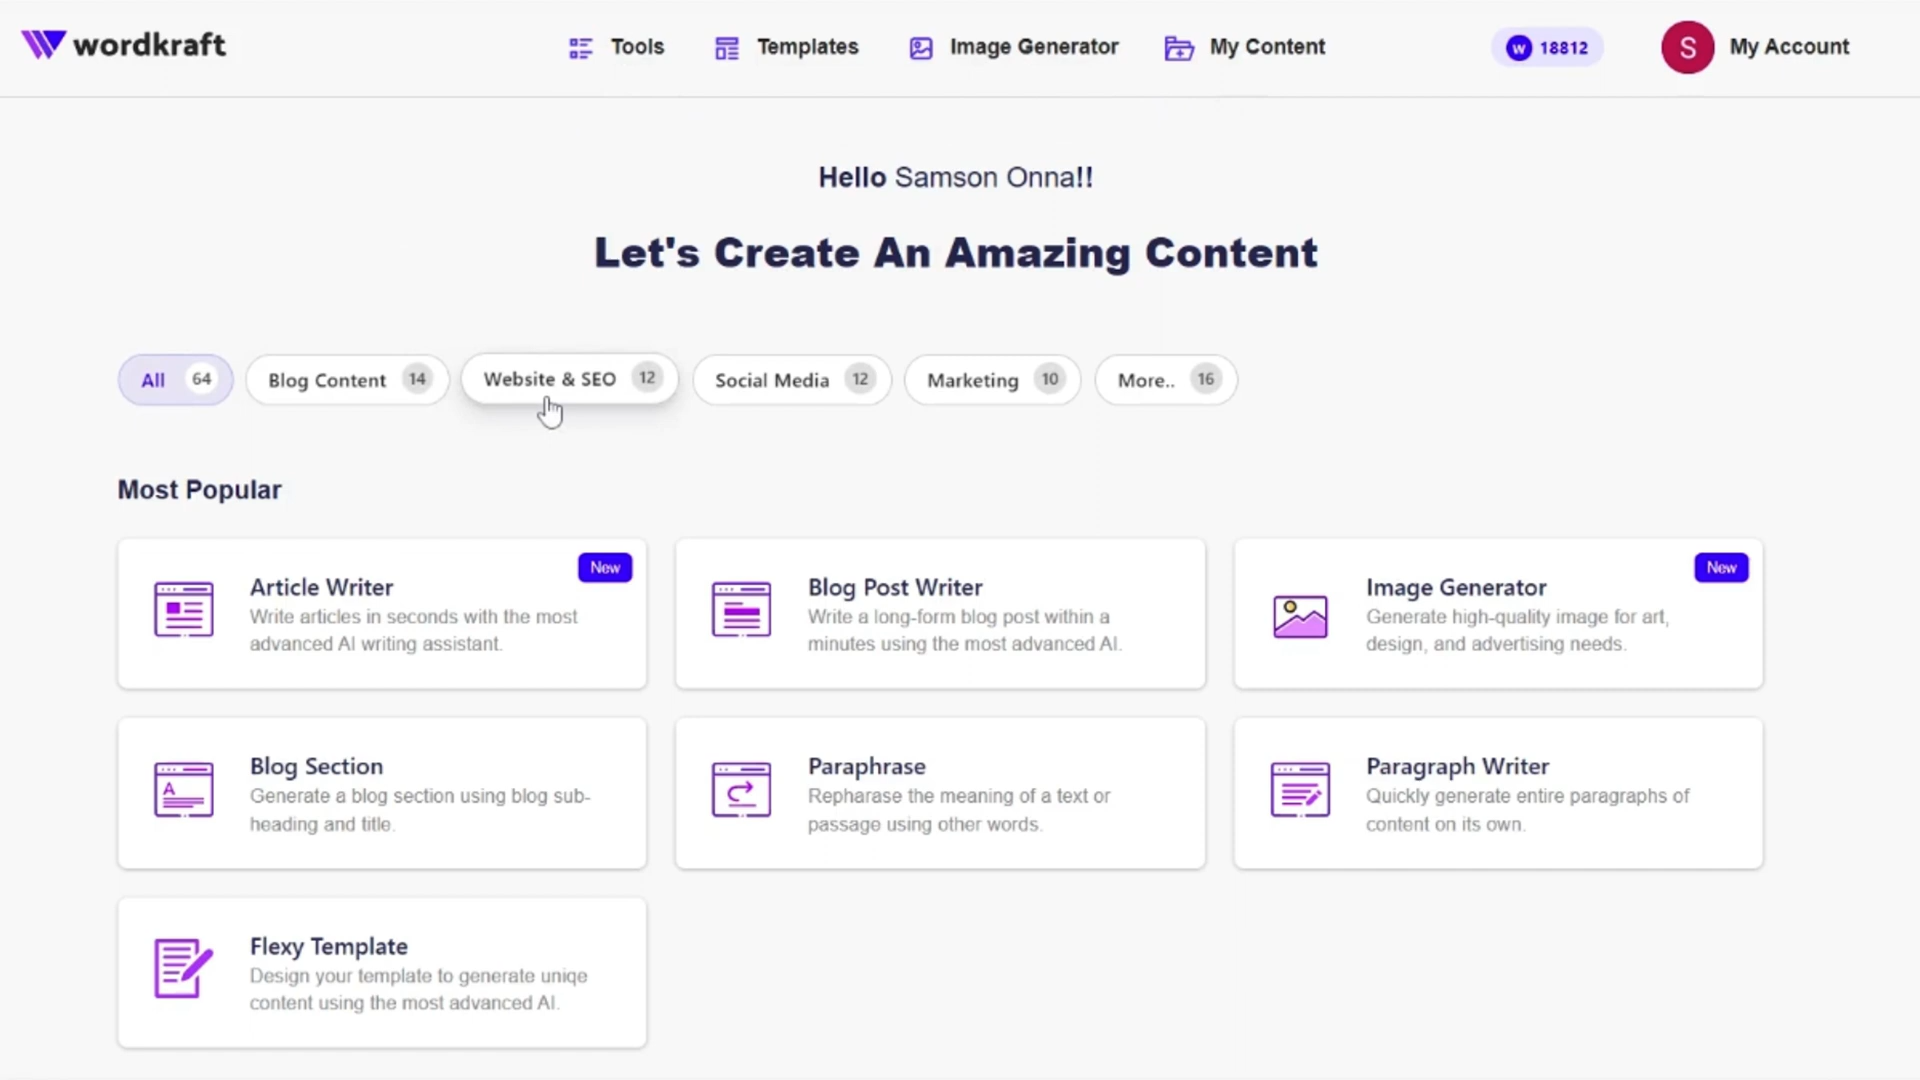 wordkraft
Tools
Templates
Image Generator
My Content
w 18812
S
My Account
Hello Samson Onna!!
Let's Create An Amazing Content
All 64
Blog Content 14
Website & SEO 12
Social Media 12
Marketing 10
More.. 16
Most Popular
Article Writer
New
Write articles in seconds with the most
advanced AI writing assistant.
Blog Post Writer
Write a long-form blog post within a
minutes using the most advanced AI.
Image Generator
New
Generate high-quality image for art,
design, and advertising needs.
Blog Section
Generate a blog section using blog sub-
heading and title.
Paraphrase
Repharase the meaning of a text or
passage using other words.
Paragraph Writer
Quickly generate entire paragraphs of
content on its own.
Flexy Template
Design your template to generate uniqe
content using the most advanced AI.